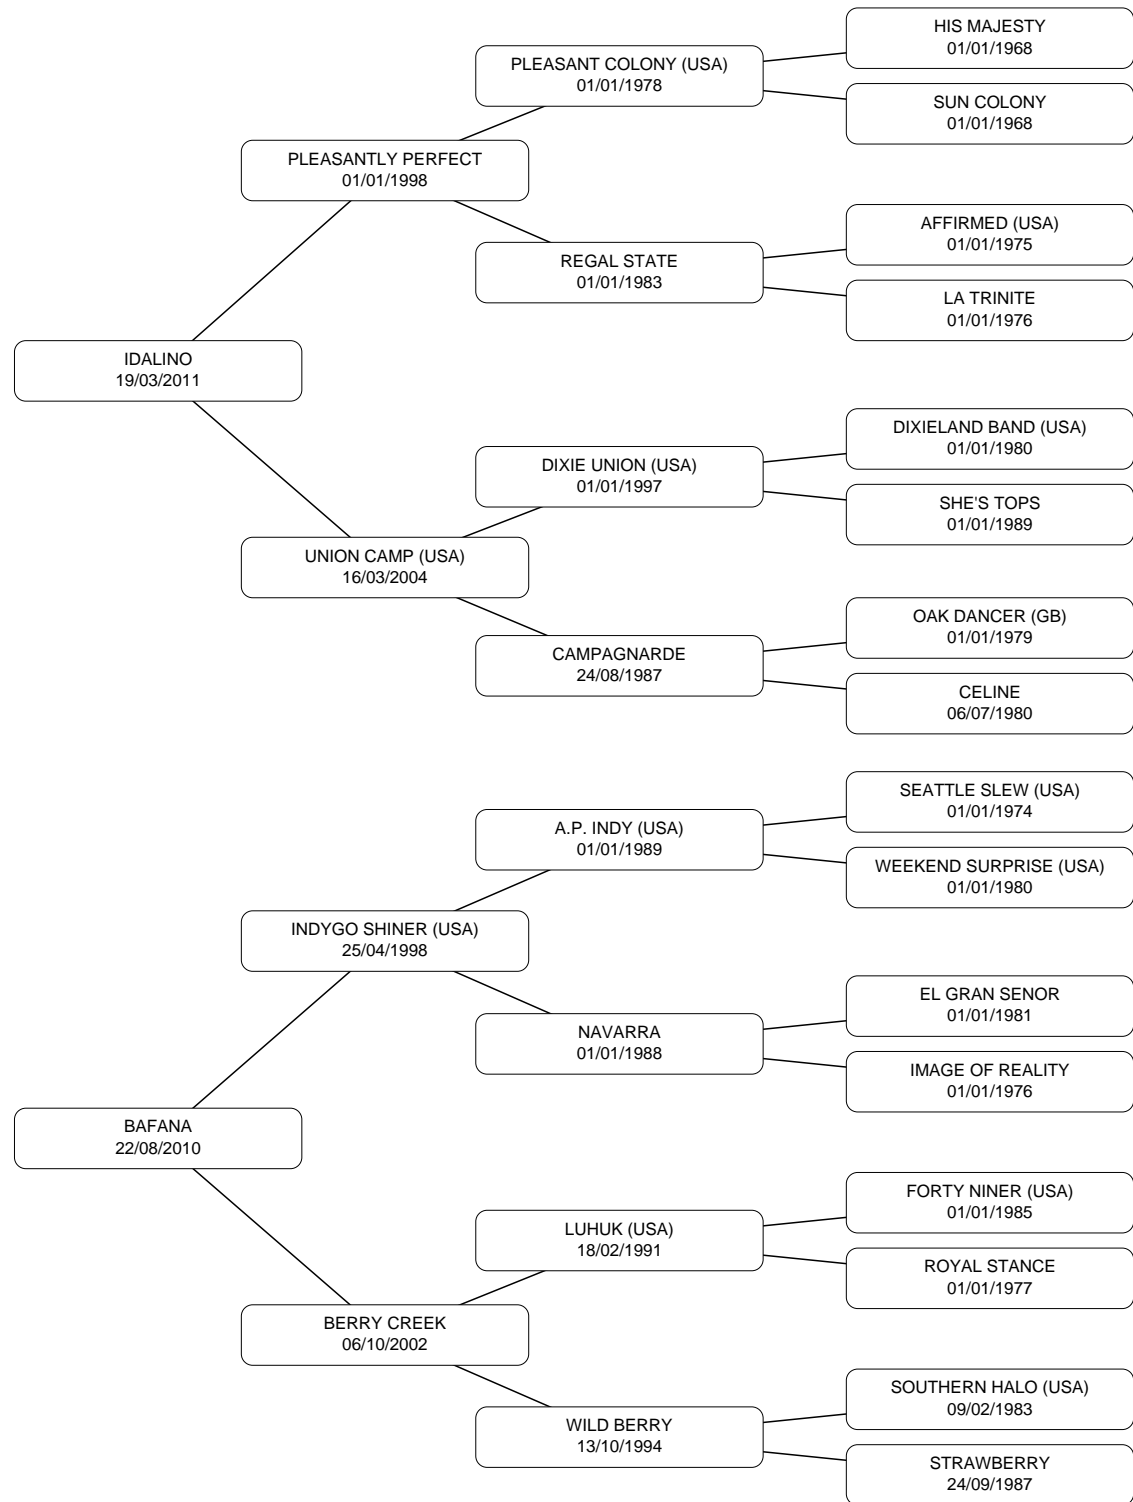 HIS MAJESTY
01/01/1968
PLEASANT COLONY (USA)
01/01/1978
SUN COLONY
01/01/1968
PLEASANTLY PERFECT
01/01/1998
AFFIRMED (USA)
01/01/1975
REGAL STATE
01/01/1983
LA TRINITE
01/01/1976
IDALINO
19/03/2011
DIXIELAND BAND (USA)
01/01/1980
DIXIE UNION (USA)
01/01/1997
SHE'S TOPS
01/01/1989
UNION CAMP (USA)
16/03/2004
OAK DANCER (GB)
01/01/1979
CAMPAGNARDE
24/08/1987
CELINE
06/07/1980
SEATTLE SLEW (USA)
01/01/1974
A.P. INDY (USA)
01/01/1989
WEEKEND SURPRISE (USA)
01/01/1980
INDYGO SHINER (USA)
25/04/1998
EL GRAN SENOR
01/01/1981
NAVARRA
01/01/1988
IMAGE OF REALITY
01/01/1976
BAFANA
22/08/2010
FORTY NINER (USA)
01/01/1985
LUHUK (USA)
18/02/1991
ROYAL STANCE
01/01/1977
BERRY CREEK
06/10/2002
SOUTHERN HALO (USA)
09/02/1983
WILD BERRY
13/10/1994
STRAWBERRY
24/09/1987